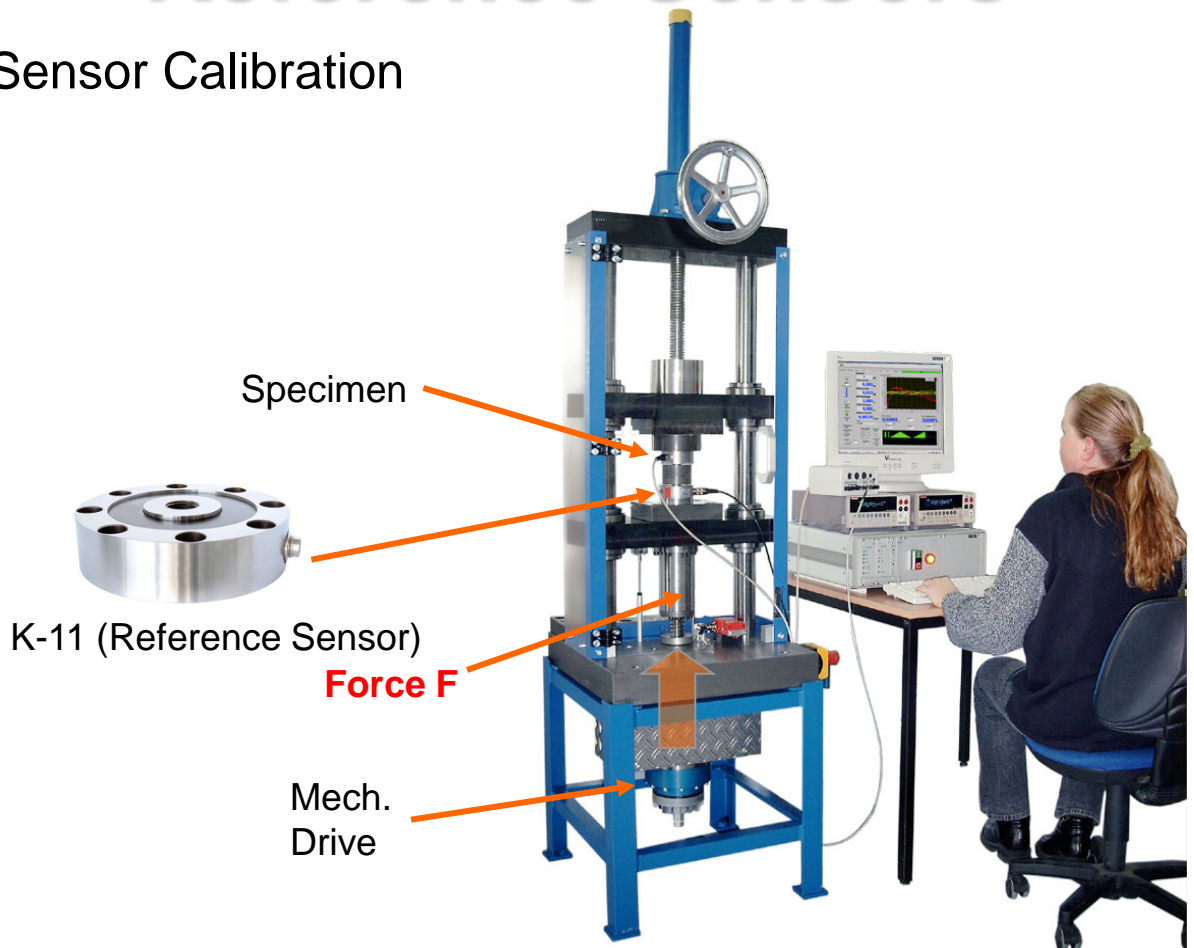 Sensor Calibration
Specimen
K-11 (Reference Sensor)
Force F
Mech.
Drive